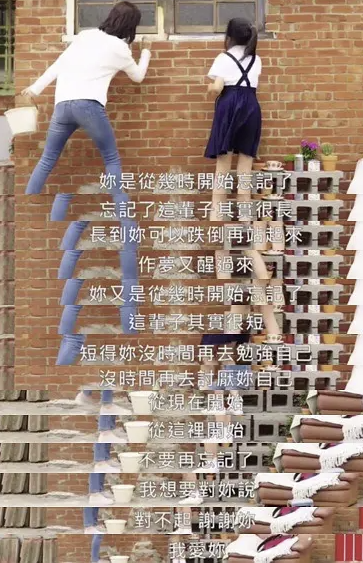 妳是從幾時開始忘記了
忘記了這輩子其實很長
長到妳可以跌倒再站起來
作夢又醒過來
妳又是從幾時開始忘記了
這輩子其實很短
短得妳沒時間再去勉強自己
沒時間再去討厭妳自己
從現在開始
從這裡開始
不要再忘記了
我想要對妳說
對不起 謝謝妳
我愛妳